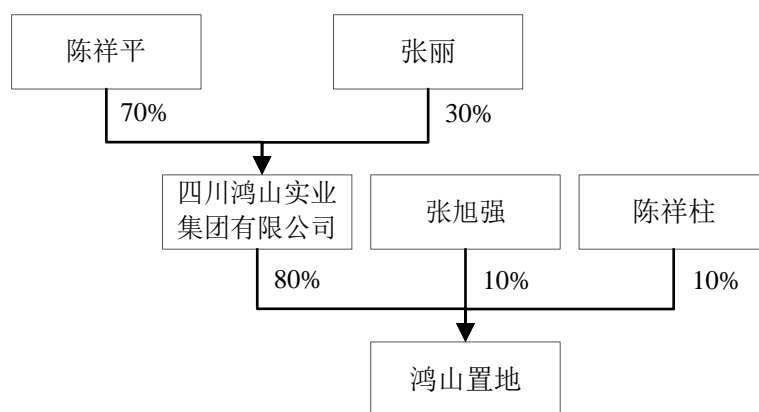 陈祥平
张丽
70%
30%
四川鸿山实业
集团有限公司
张旭强
陈祥柱
80%
10%
10%
鸿山置地